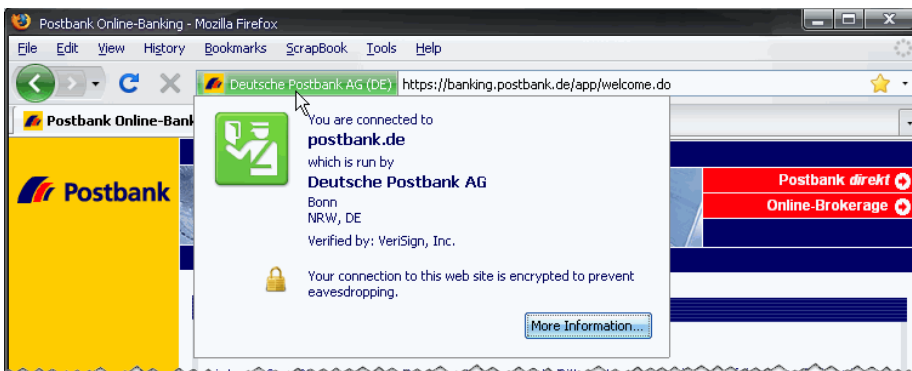 Postbank Online-Banking - Mozilla Firefox
File Edit View History Bookmarks ScrapBook Tools Help
Deutsche Postbank AG (DE) https://banking.postbank.de/app/welcome.do
Postbank Online-Ban
You are connected to
postbank.de
which is run by
Deutsche Postbank AG
Bonn
NRW, DE
Verified by: VeriSign, Inc.
Your connection to this web site is encrypted to prevent
eavesdropping.
More Information...
Postbank
Postbank direkt
Online-Brokerage